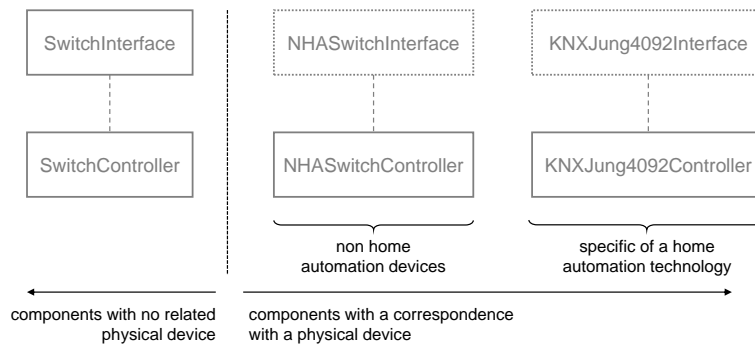 SwitchInterface
NHASwitchInterface
KNXJung4092Interface
SwitchController
NHASwitchController
KNXJung4092Controller
non home
automation devices
specific of a home
automation technology
components with no related
physical device
components with a correspondence
with a physical device